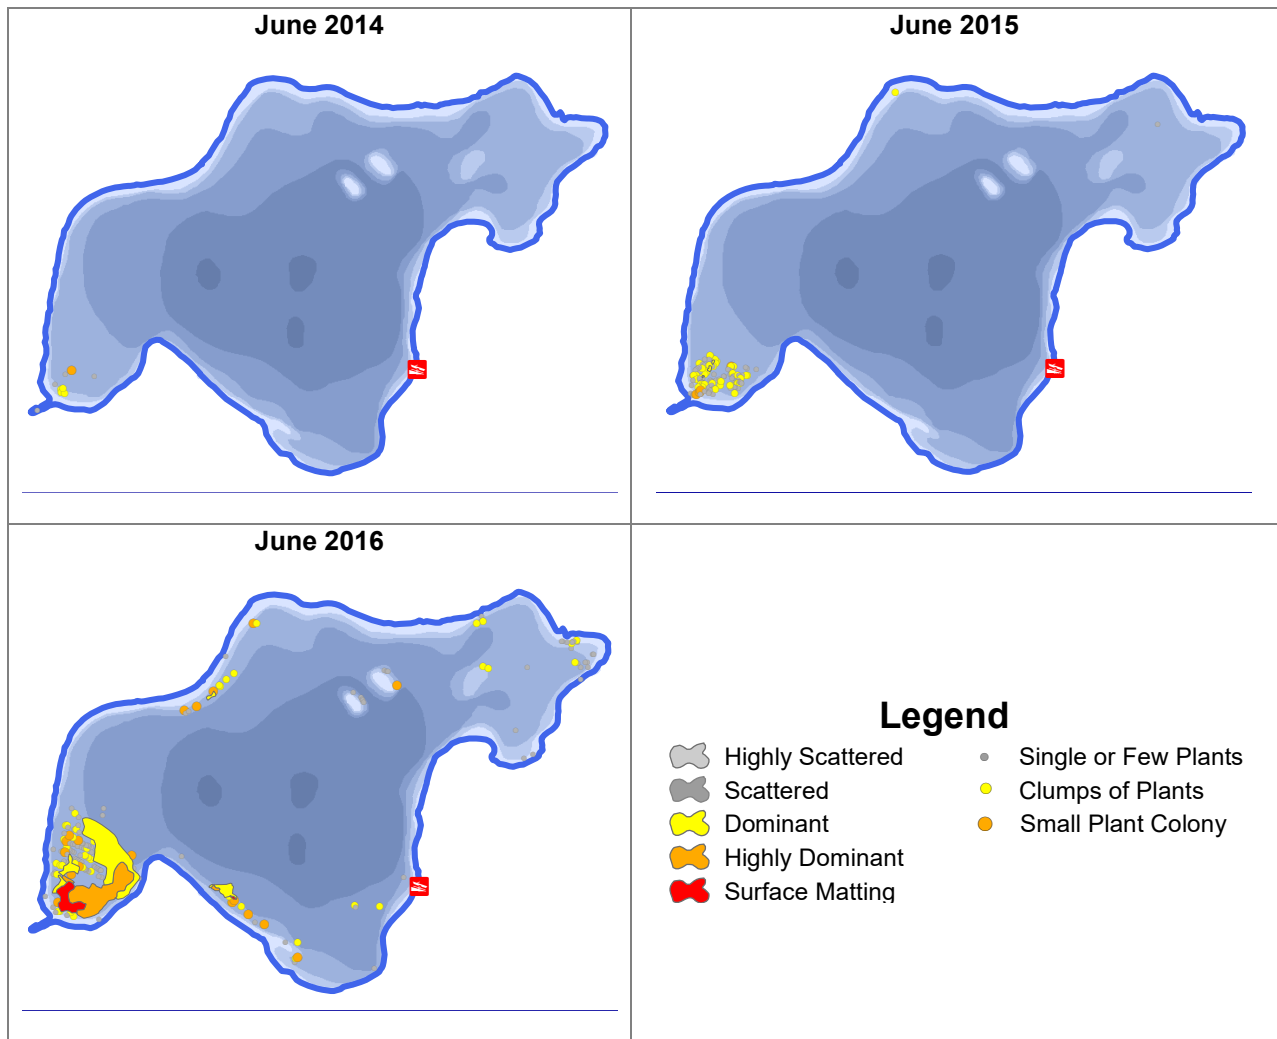 June 2014
June 2015
June 2016
Legend
Highly Scattered
Scattered
Dominant
Highly Dominant
Surface Matting
Single or Few Plants
Clumps of Plants
Small Plant Colony